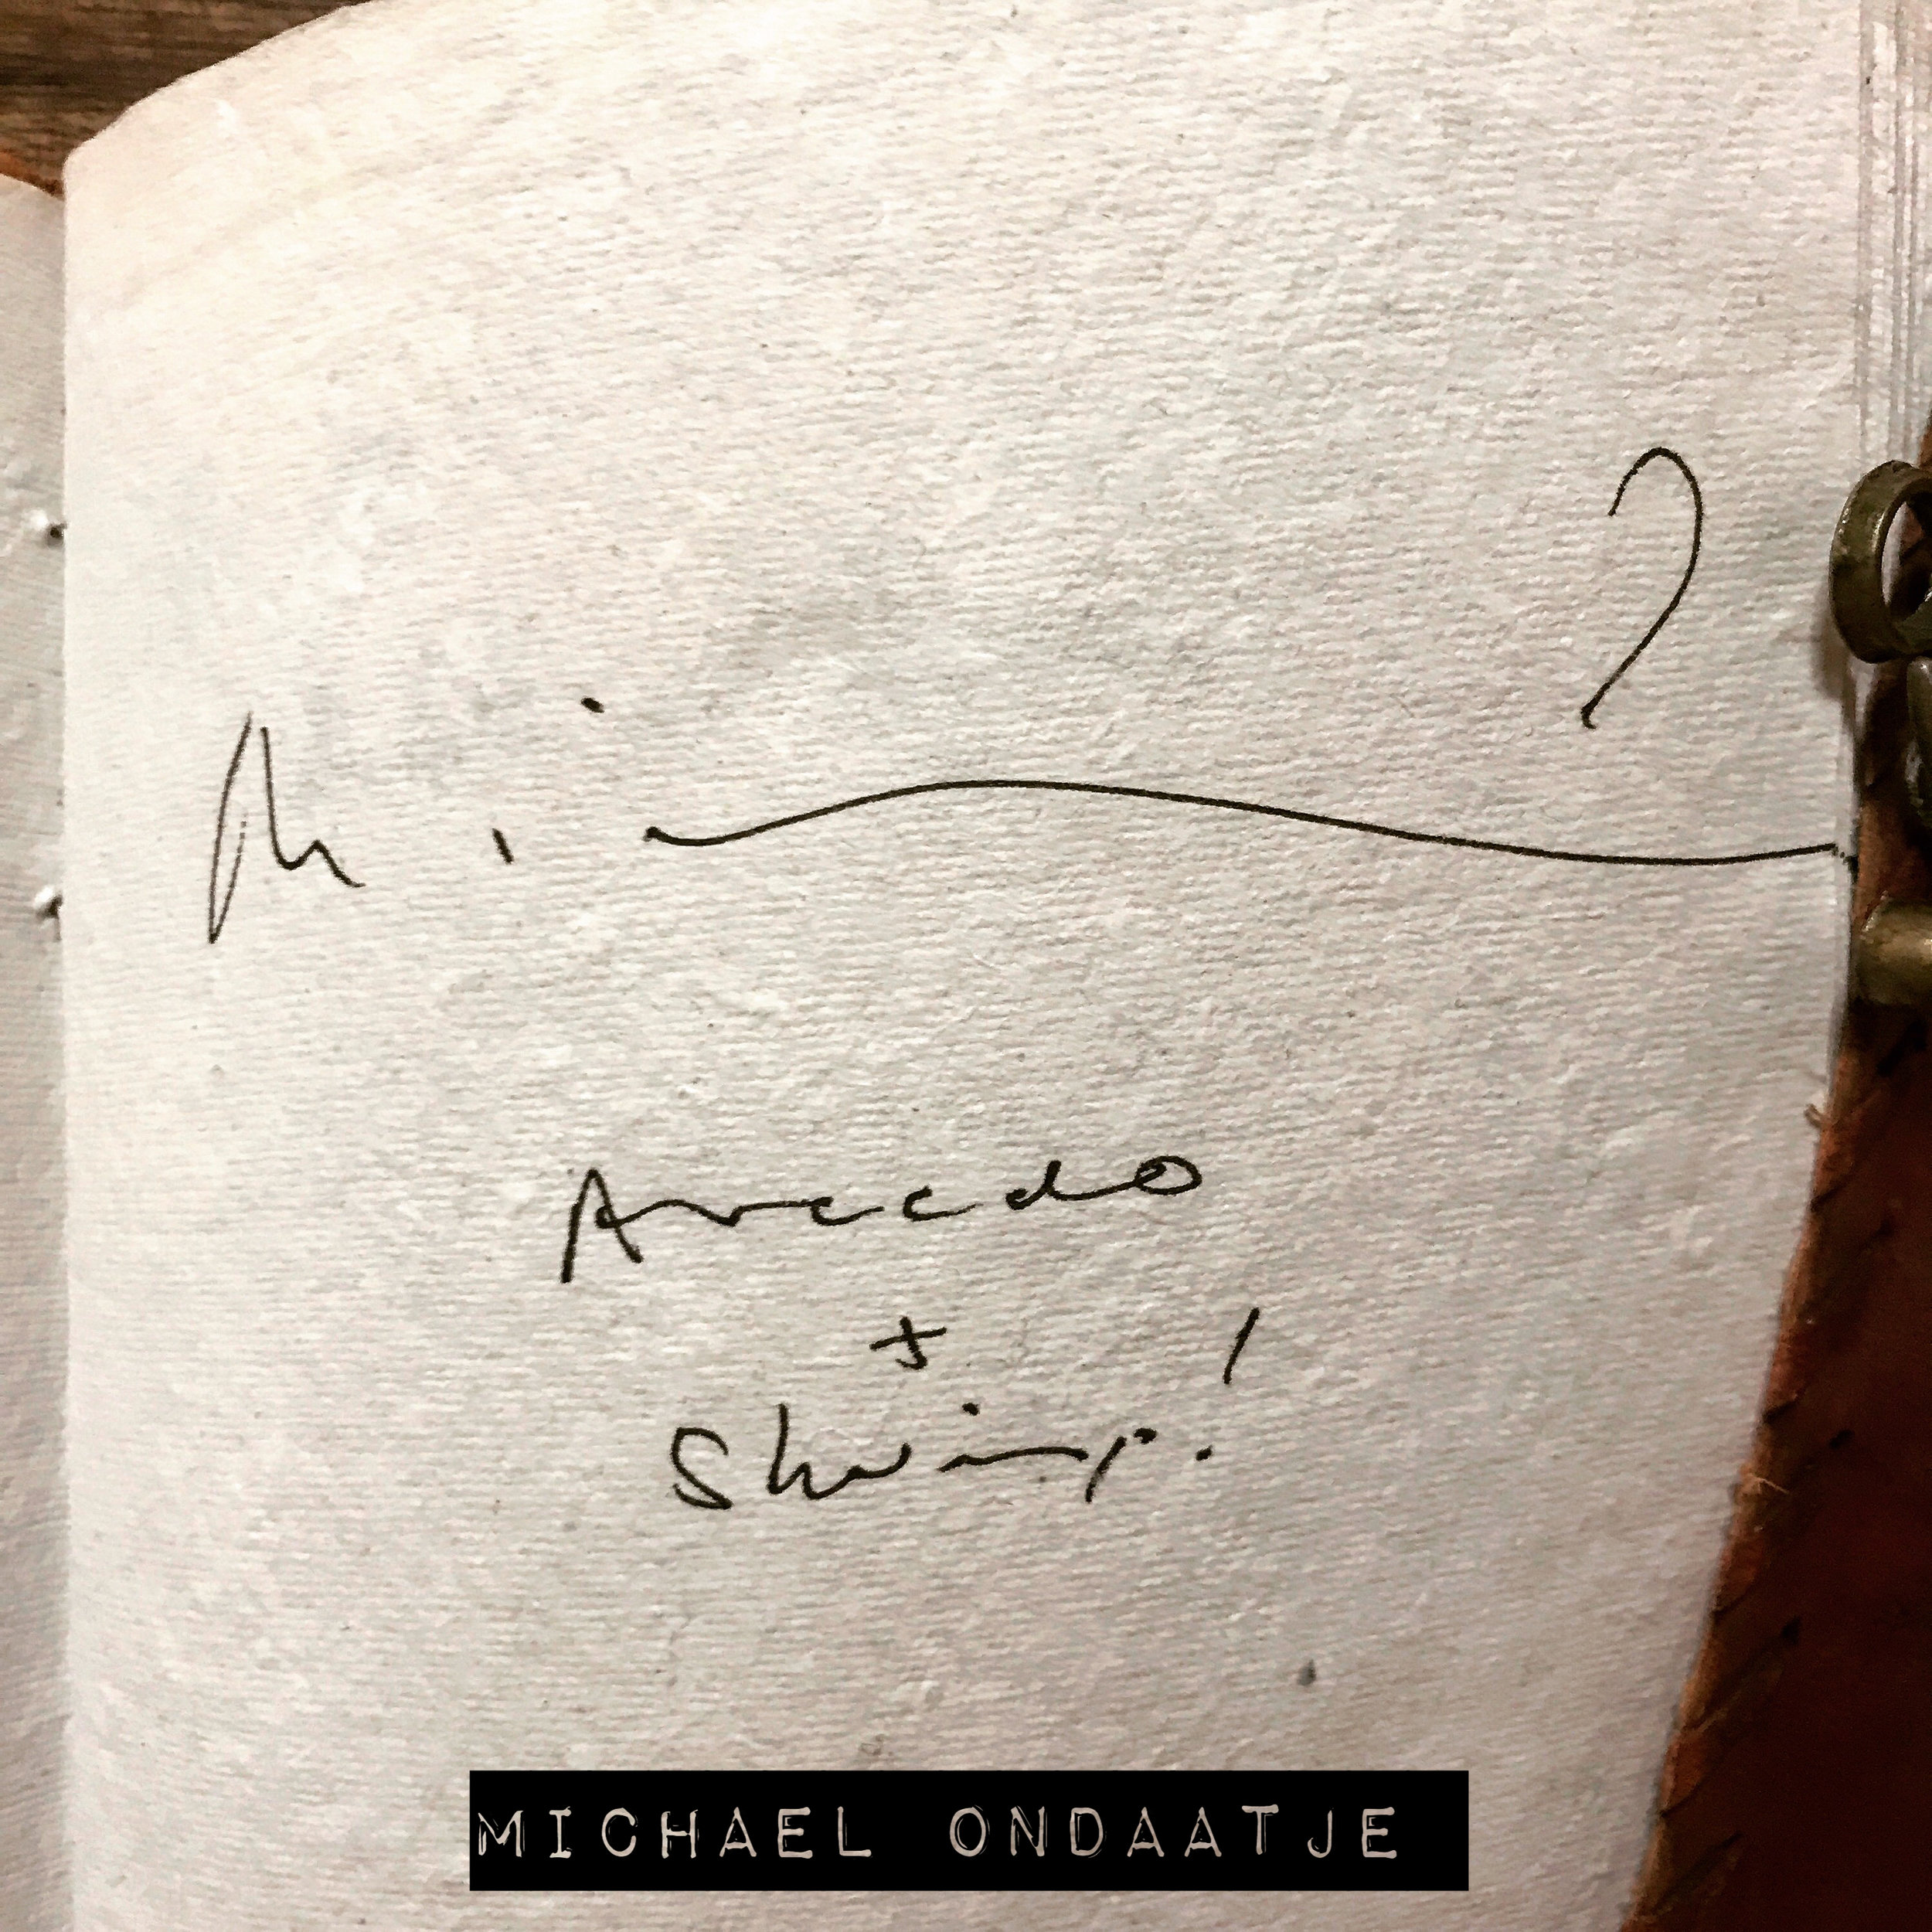 Avocado
+
Shrimp!
MICHAEL ONDAATJE